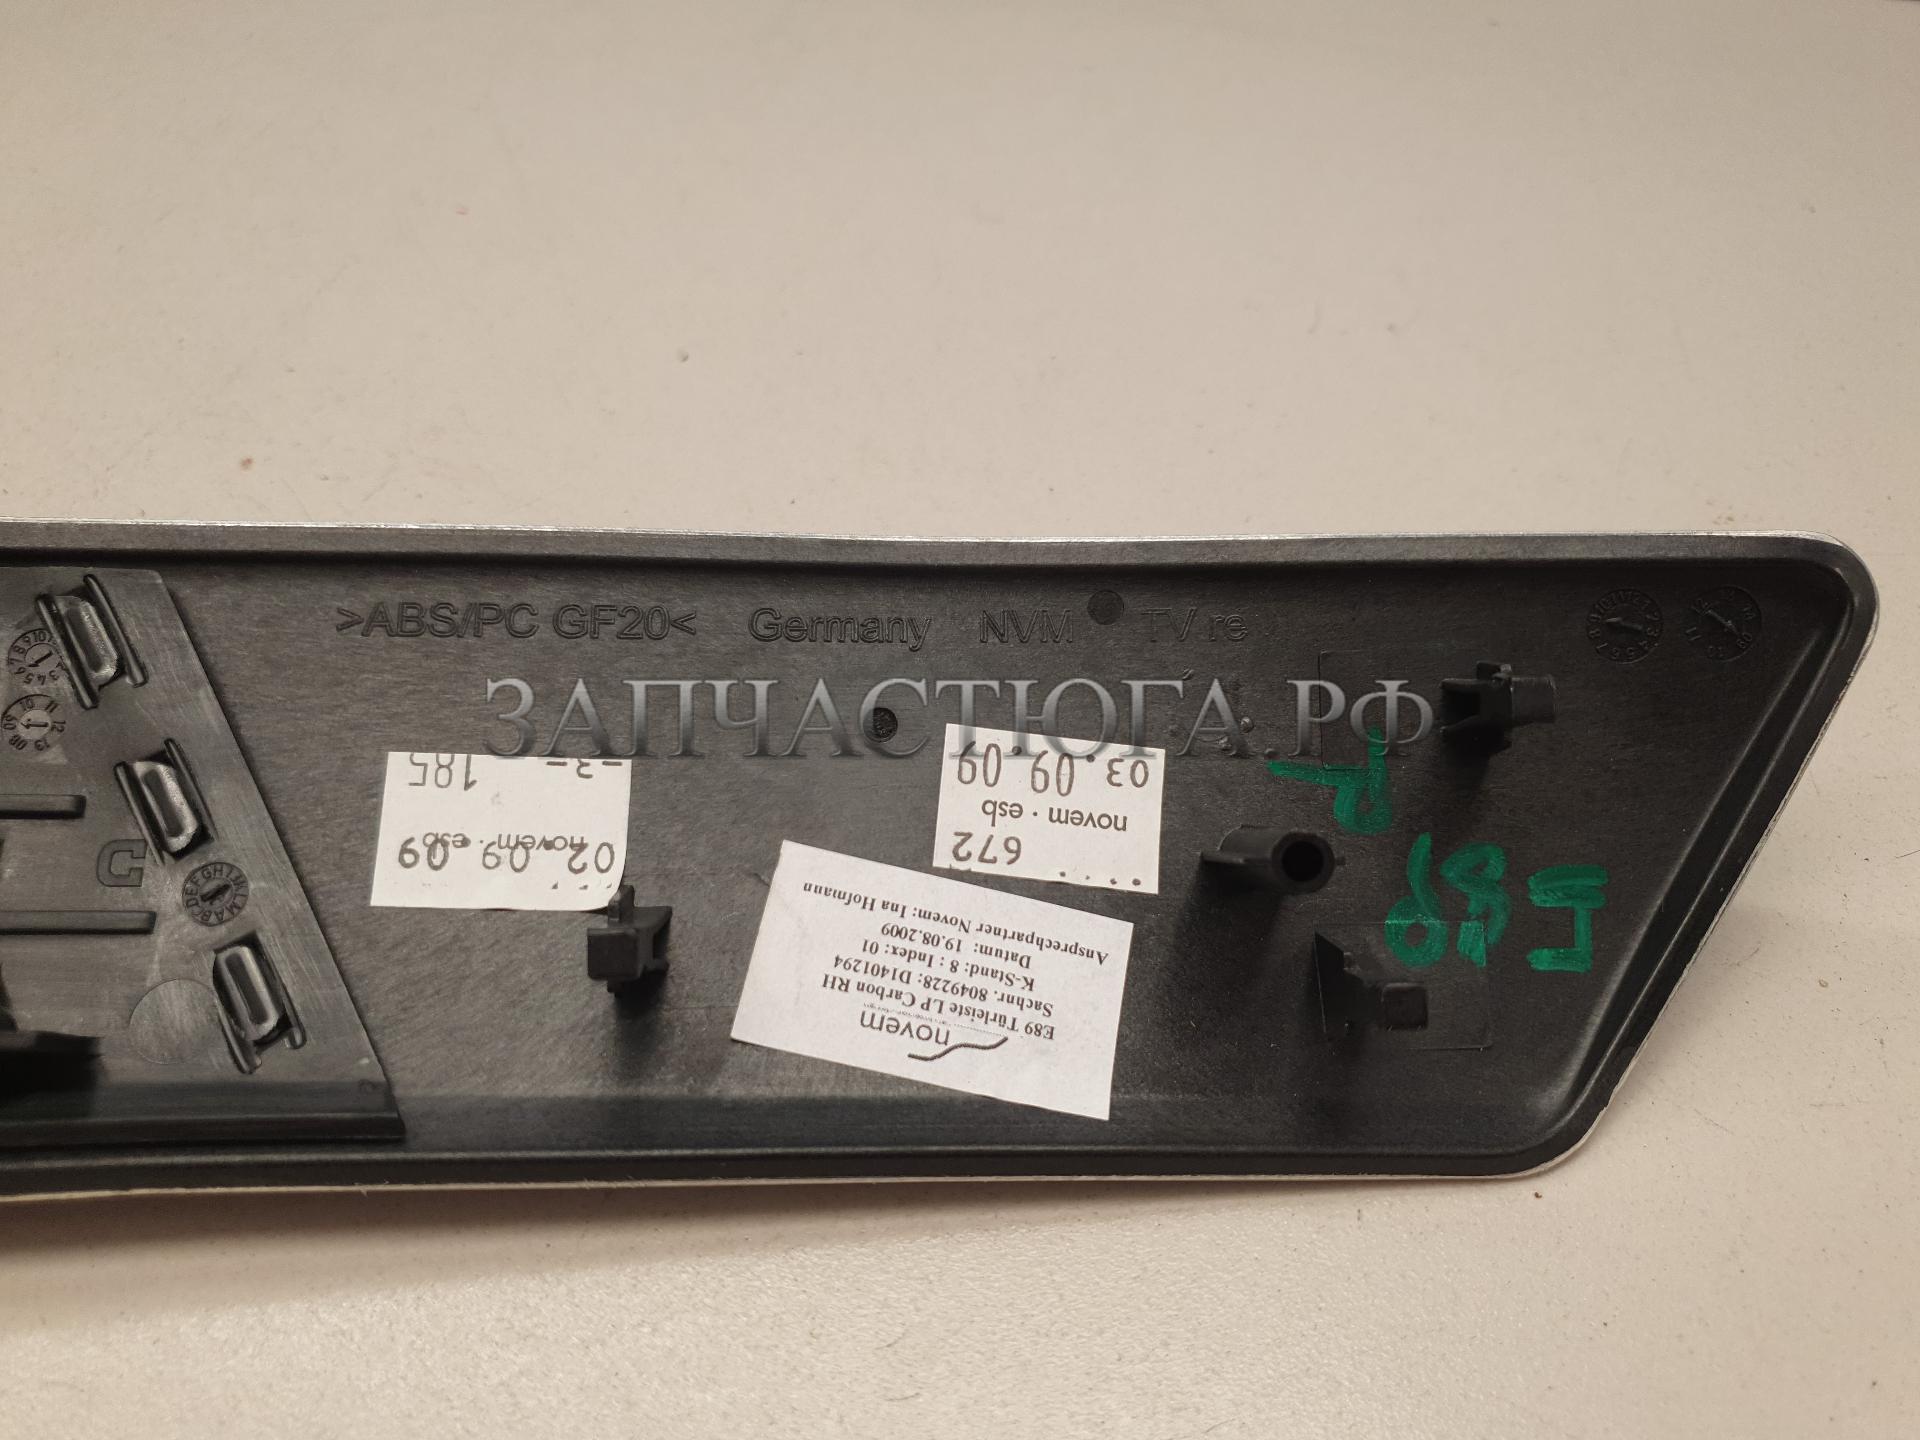 >ABS/PC GF20< Germany NVM TV re
ЗАПЧАСТЮГА.РФ
-3-
185
novem · esb
02.09.09
03.09.09
novem · esb
672
novem
E89 Türleiste LP Carbon RH
Sachnr. 8049228: D1401294
K-Stand: 8 : Index: 01
Datum: 19.08.2009
Ansprechpartner Novem: Ina Hofmann
C